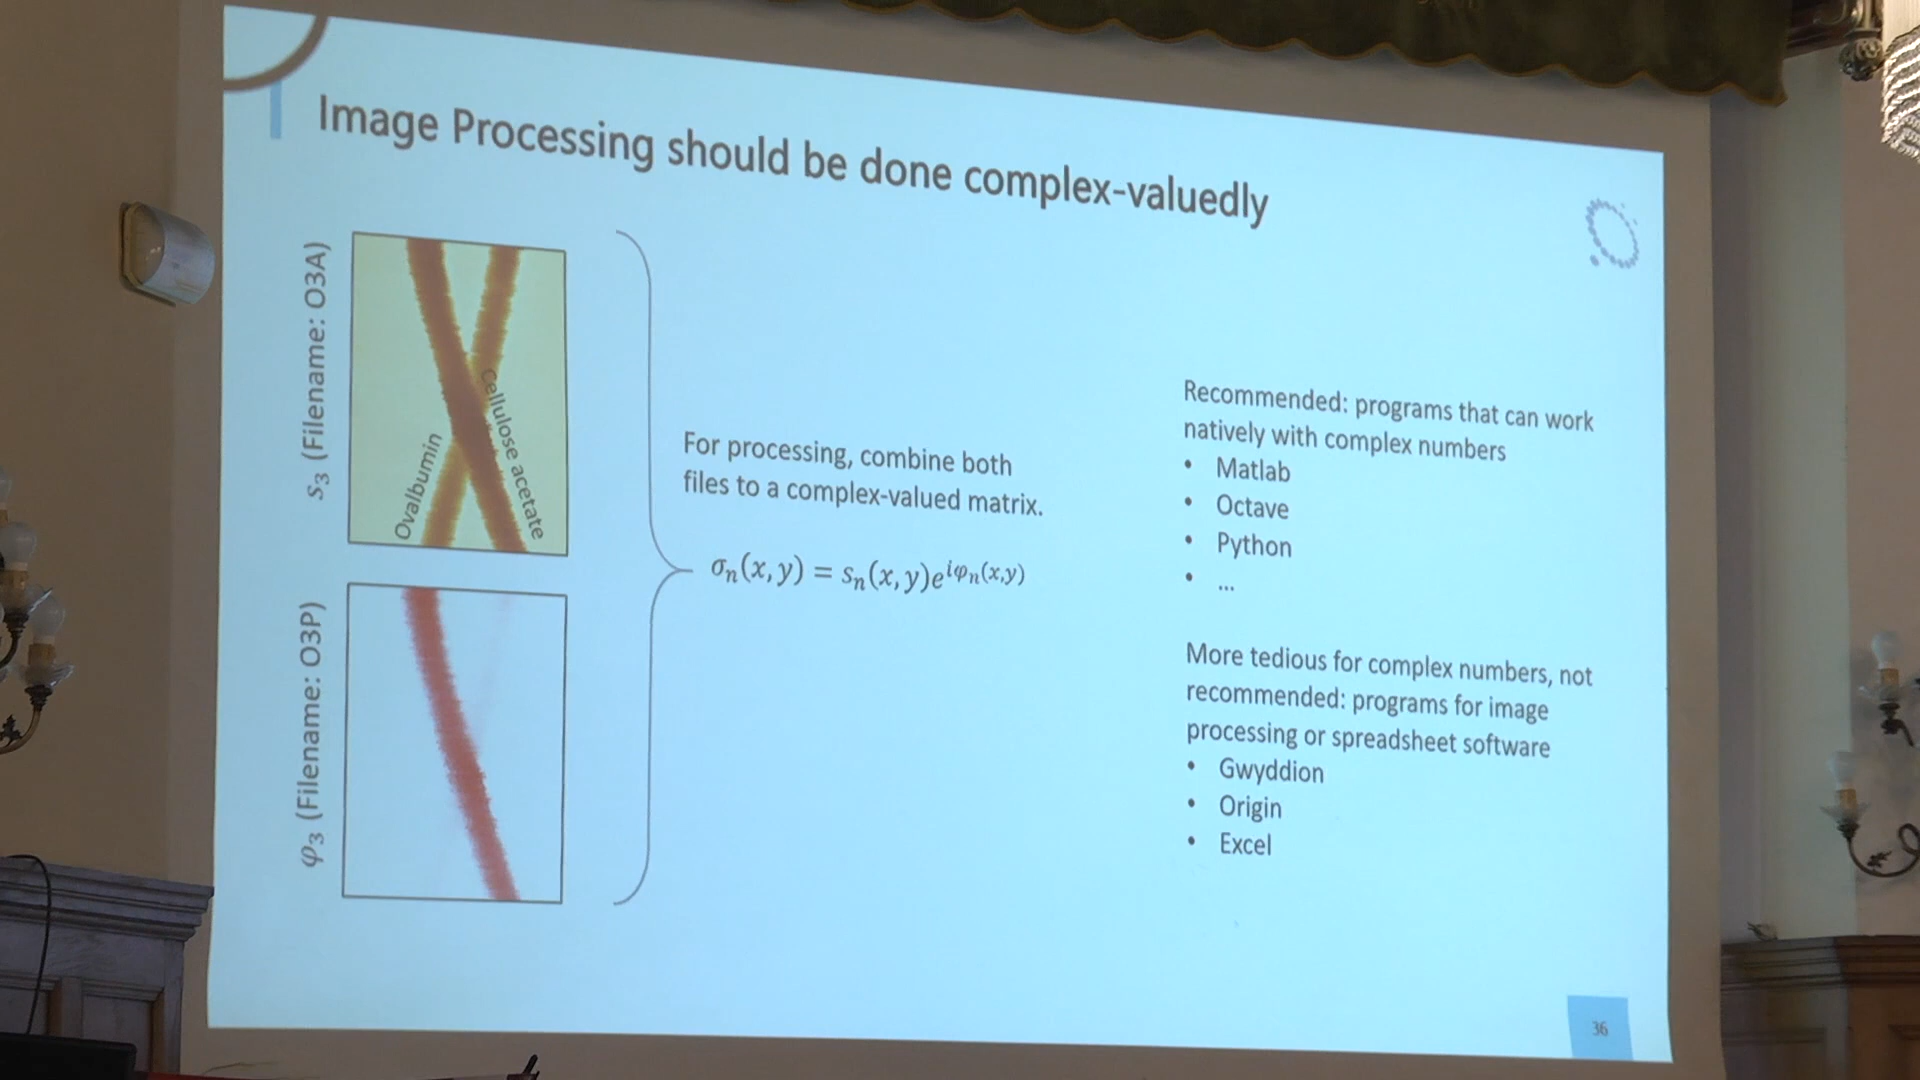 Image Processing should be done complex-valuedly
s₃ (Filename: O3A)
Ovalbumin
Cellulose acetate
φ₃ (Filename: O3P)
For processing, combine both
files to a complex-valued matrix.
σₙ(x, y) = sₙ(x, y)e^{iφₙ(x,y)}
Recommended: programs that can work
natively with complex numbers
• Matlab
• Octave
• Python
• ...
More tedious for complex numbers, not
recommended: programs for image
processing or spreadsheet software
• Gwyddion
• Origin
• Excel
36